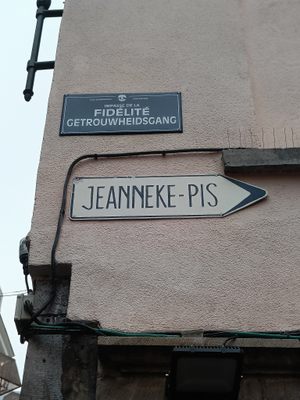 IMPASSE DE LA
FIDÉLITÉ
GETROUWHEIDSGANG
JEANNEKE-PIS